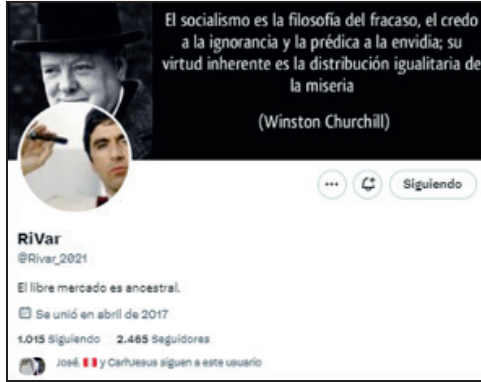 El socialismo es la filosofía del fracaso, el credo
a la ignorancia y la prédica a la envidia; su
virtud inherente es la distribución igualitaria de
la miseria
(Winston Churchill)
Siguiendo
RiVar
@Rivar_2021
El libre mercado es ancestral.
Se unió en abril de 2017
1.015 Siguiendo 2.465 Seguidores
José, y CarhJesus siguen a este usuario